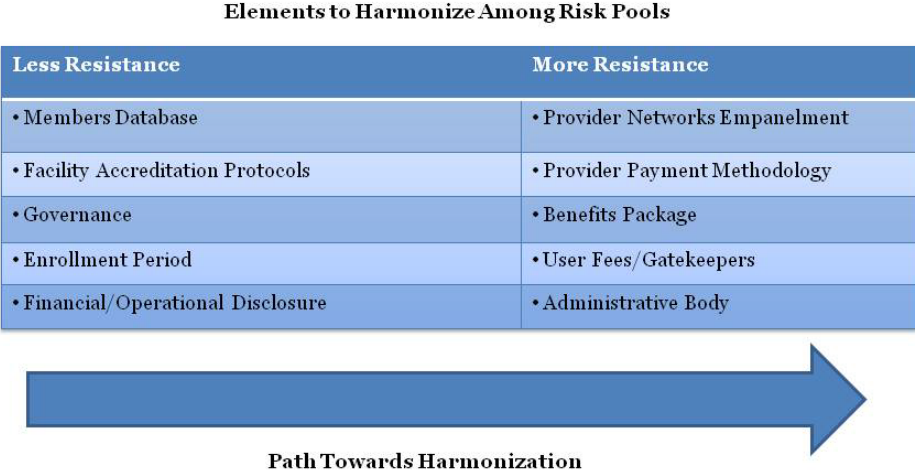 Elements to Harmonize Among Risk Pools
Less Resistance More Resistance
• Members Database • Provider Networks Empanelment
• Facility Accreditation Protocols • Provider Payment Methodology
• Governance • Benefits Package
• Enrollment Period • User Fees/Gatekeepers
• Financial/Operational Disclosure • Administrative Body
Path Towards Harmonization